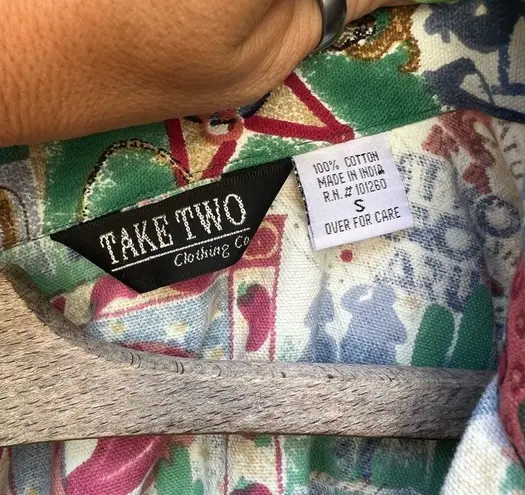 TAKE TWO
Clothing Co
100% COTTON
MADE IN INDIA
R.N. # 101260
S
OVER FOR CARE